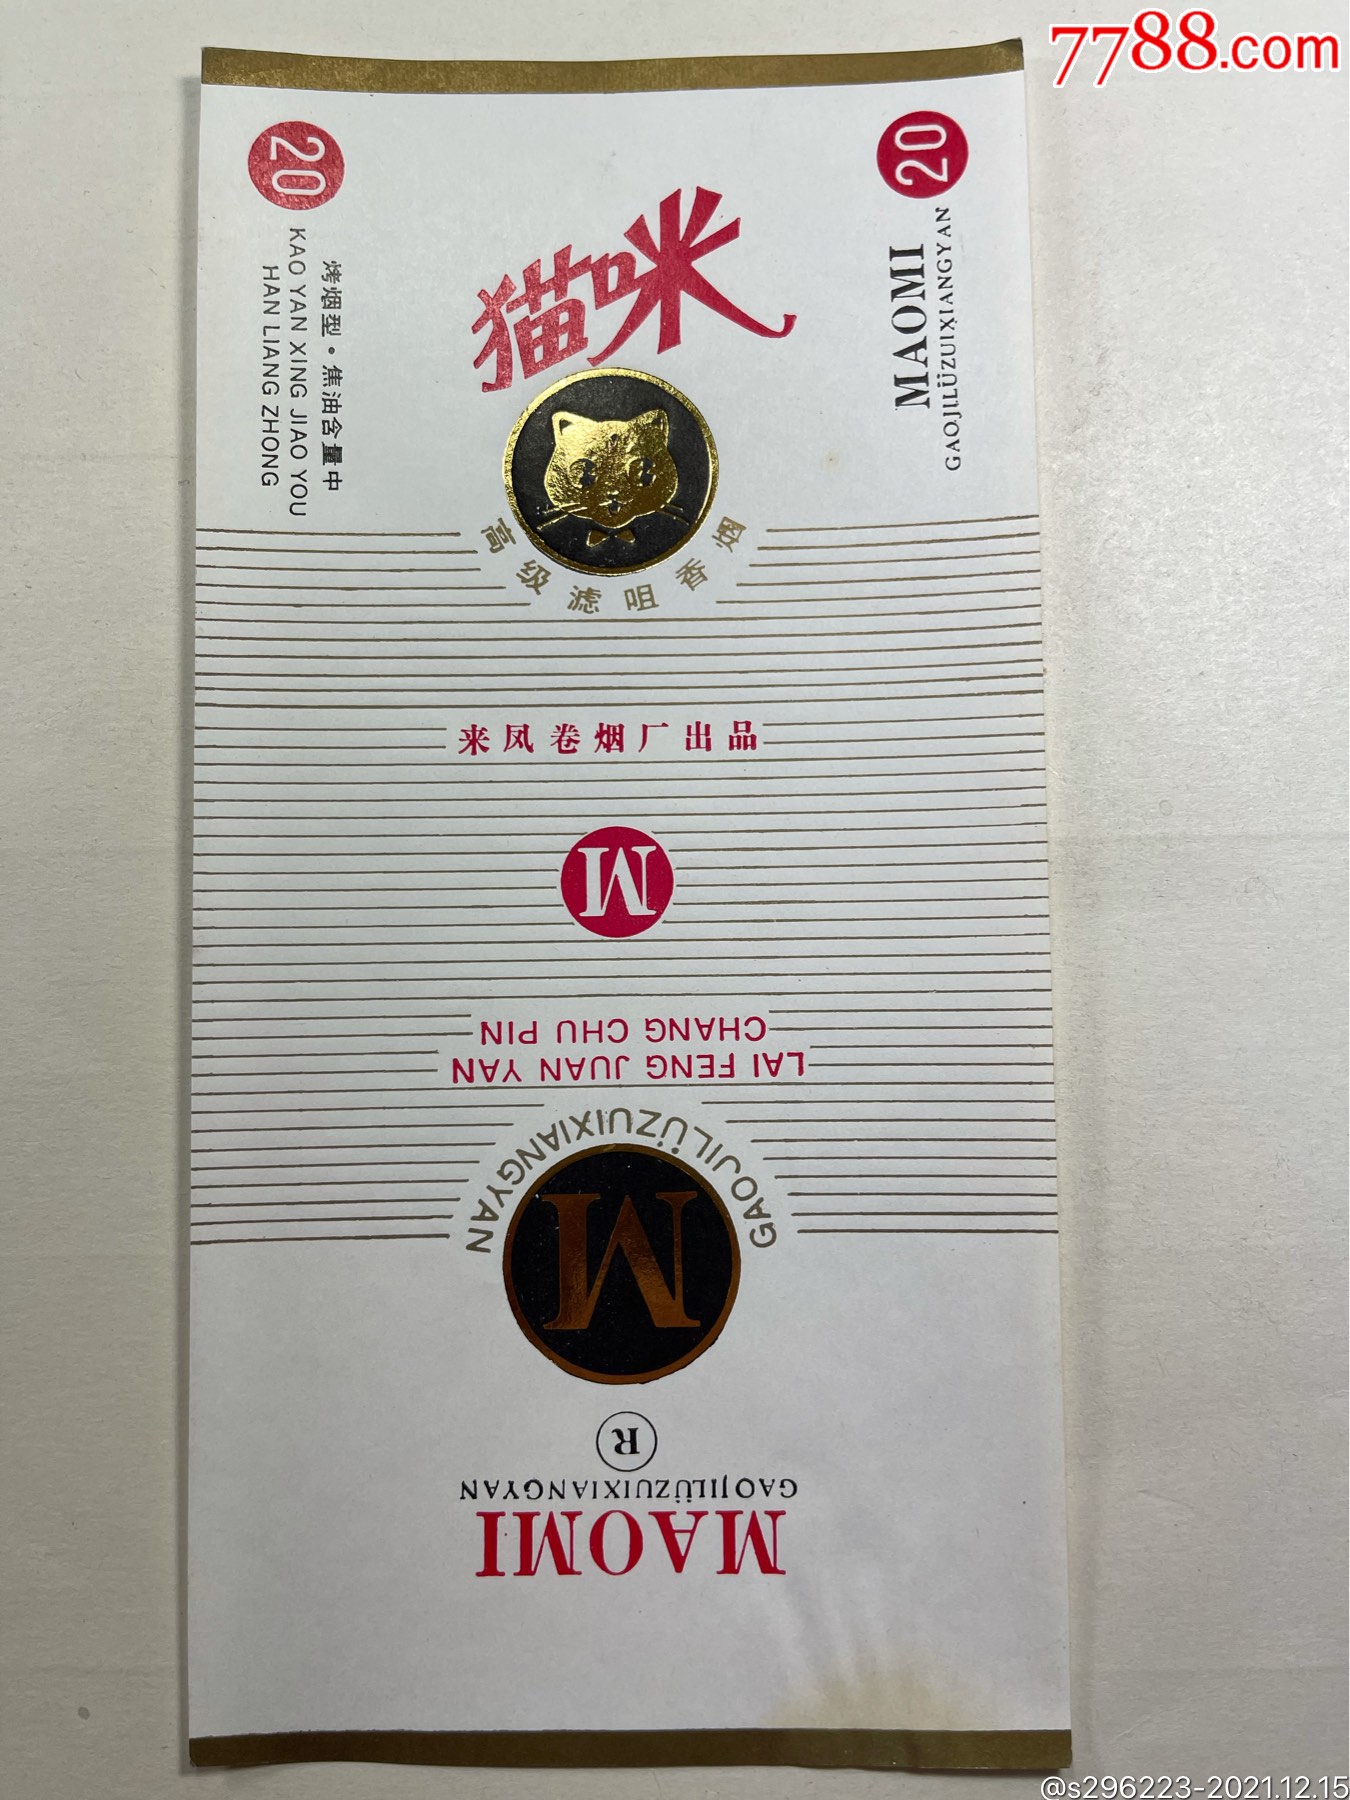 7788.com
20
烤烟型·焦油含量中
KAO YAN XING JIAO YOU
HAN LIANG ZHONG
猫咪
高级滤咀香烟
20
MAOMI
GAOJILÜZUIXIANGYAN
来凤卷烟厂出品
M
LAI FENG JUAN YAN
CHANG CHU PIN
GAOJILÜZUIXIANGYAN
M
R
MAOMI
GAOJILÜZUIXIANGYAN
@s296223-2021.12.15